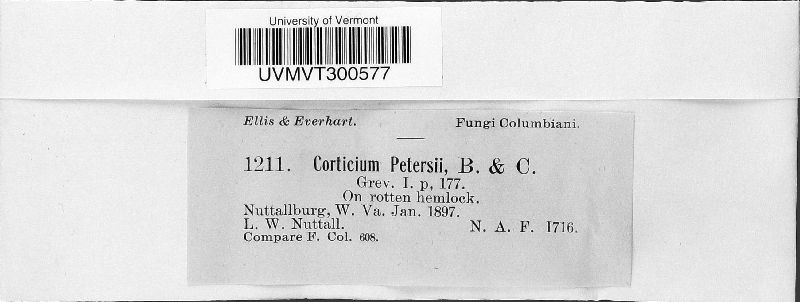 University of Vermont
UVMVT300577
Ellis & Everhart. Fungi Columbiani.
1211. Corticium Petersii, B. & C.
Grev. I. p, 177.
On rotten hemlock.
Nuttallburg, W. Va. Jan. 1897.
L. W. Nuttall. N. A. F. 1716.
Compare F. Col. 608.